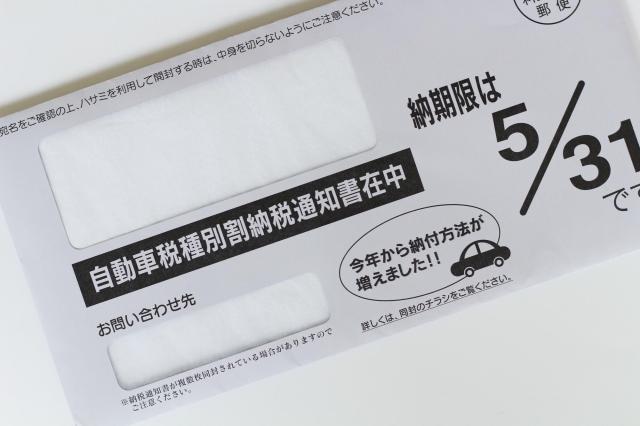 宛名をご確認の上、ハサミを利用して開封する時は、中身を切らないようにご注意ください。
郵便
納期限は
5/31
です
自動車税種別割納税通知書在中
今年から納付方法が
増えました!!
詳しくは、同封のチラシをご覧ください。
お問い合わせ先
※納税通知書が複数枚同封されている場合がありますので
ご注意ください。